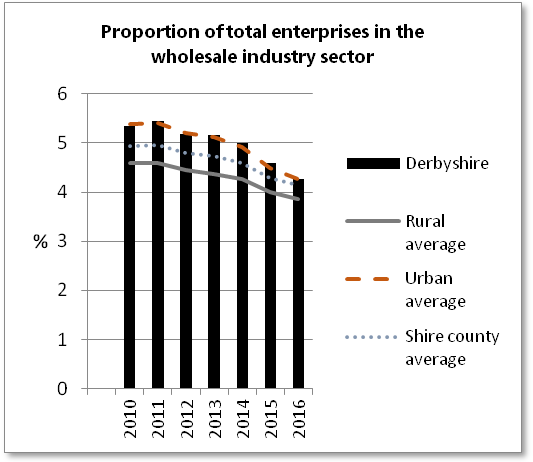 Proportion of total enterprises in the
wholesale industry sector
6
5
4
3
2
1
0
%
2010
2011
2012
2013
2014
2015
2016
Derbyshire
Rural
average
Urban
average
Shire county
average